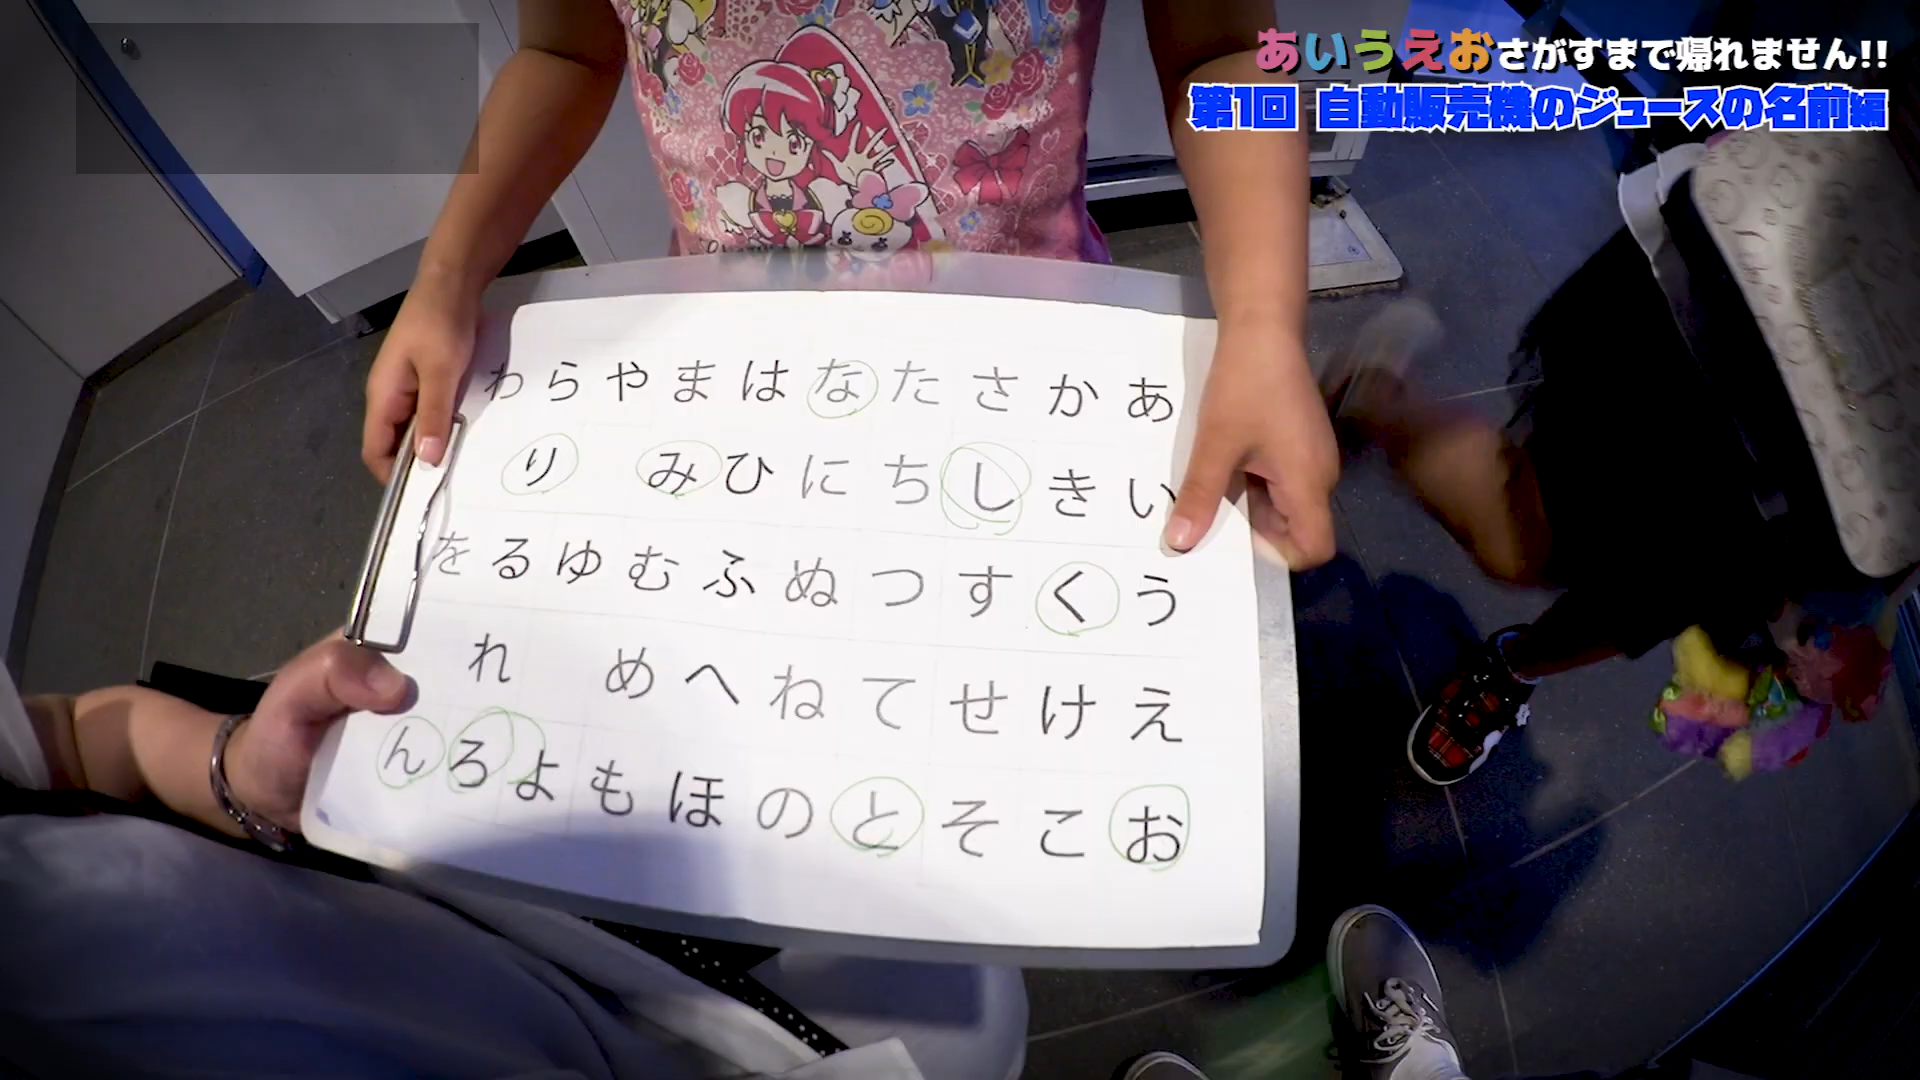 あいうえおさがすまで帰れません!!
第1回 自動販売機のジュースの名前編
わらやまはなたさかあ
りみひにちしきい
をるゆむふぬつすくう
れめへねてせけえ
んろよもほのとそこお